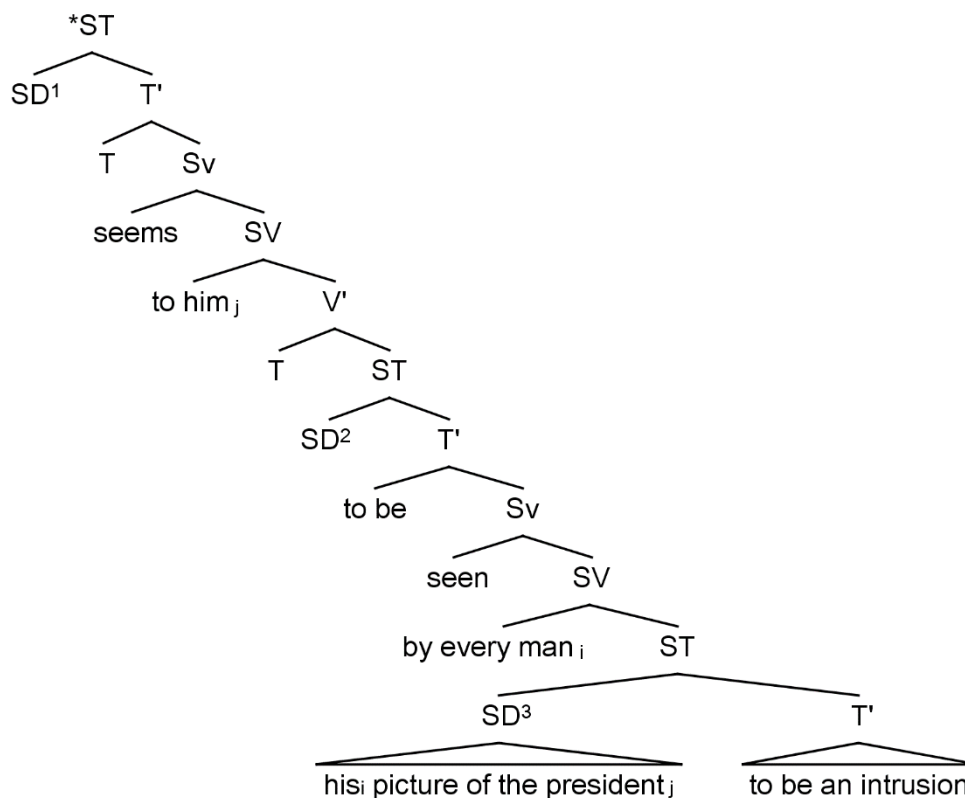 *ST
SD¹ T'
T Sv
seems SV
to him j V'
T ST
SD² T'
to be Sv
seen SV
by every man i ST
SD³ T'
hisi picture of the president j to be an intrusion